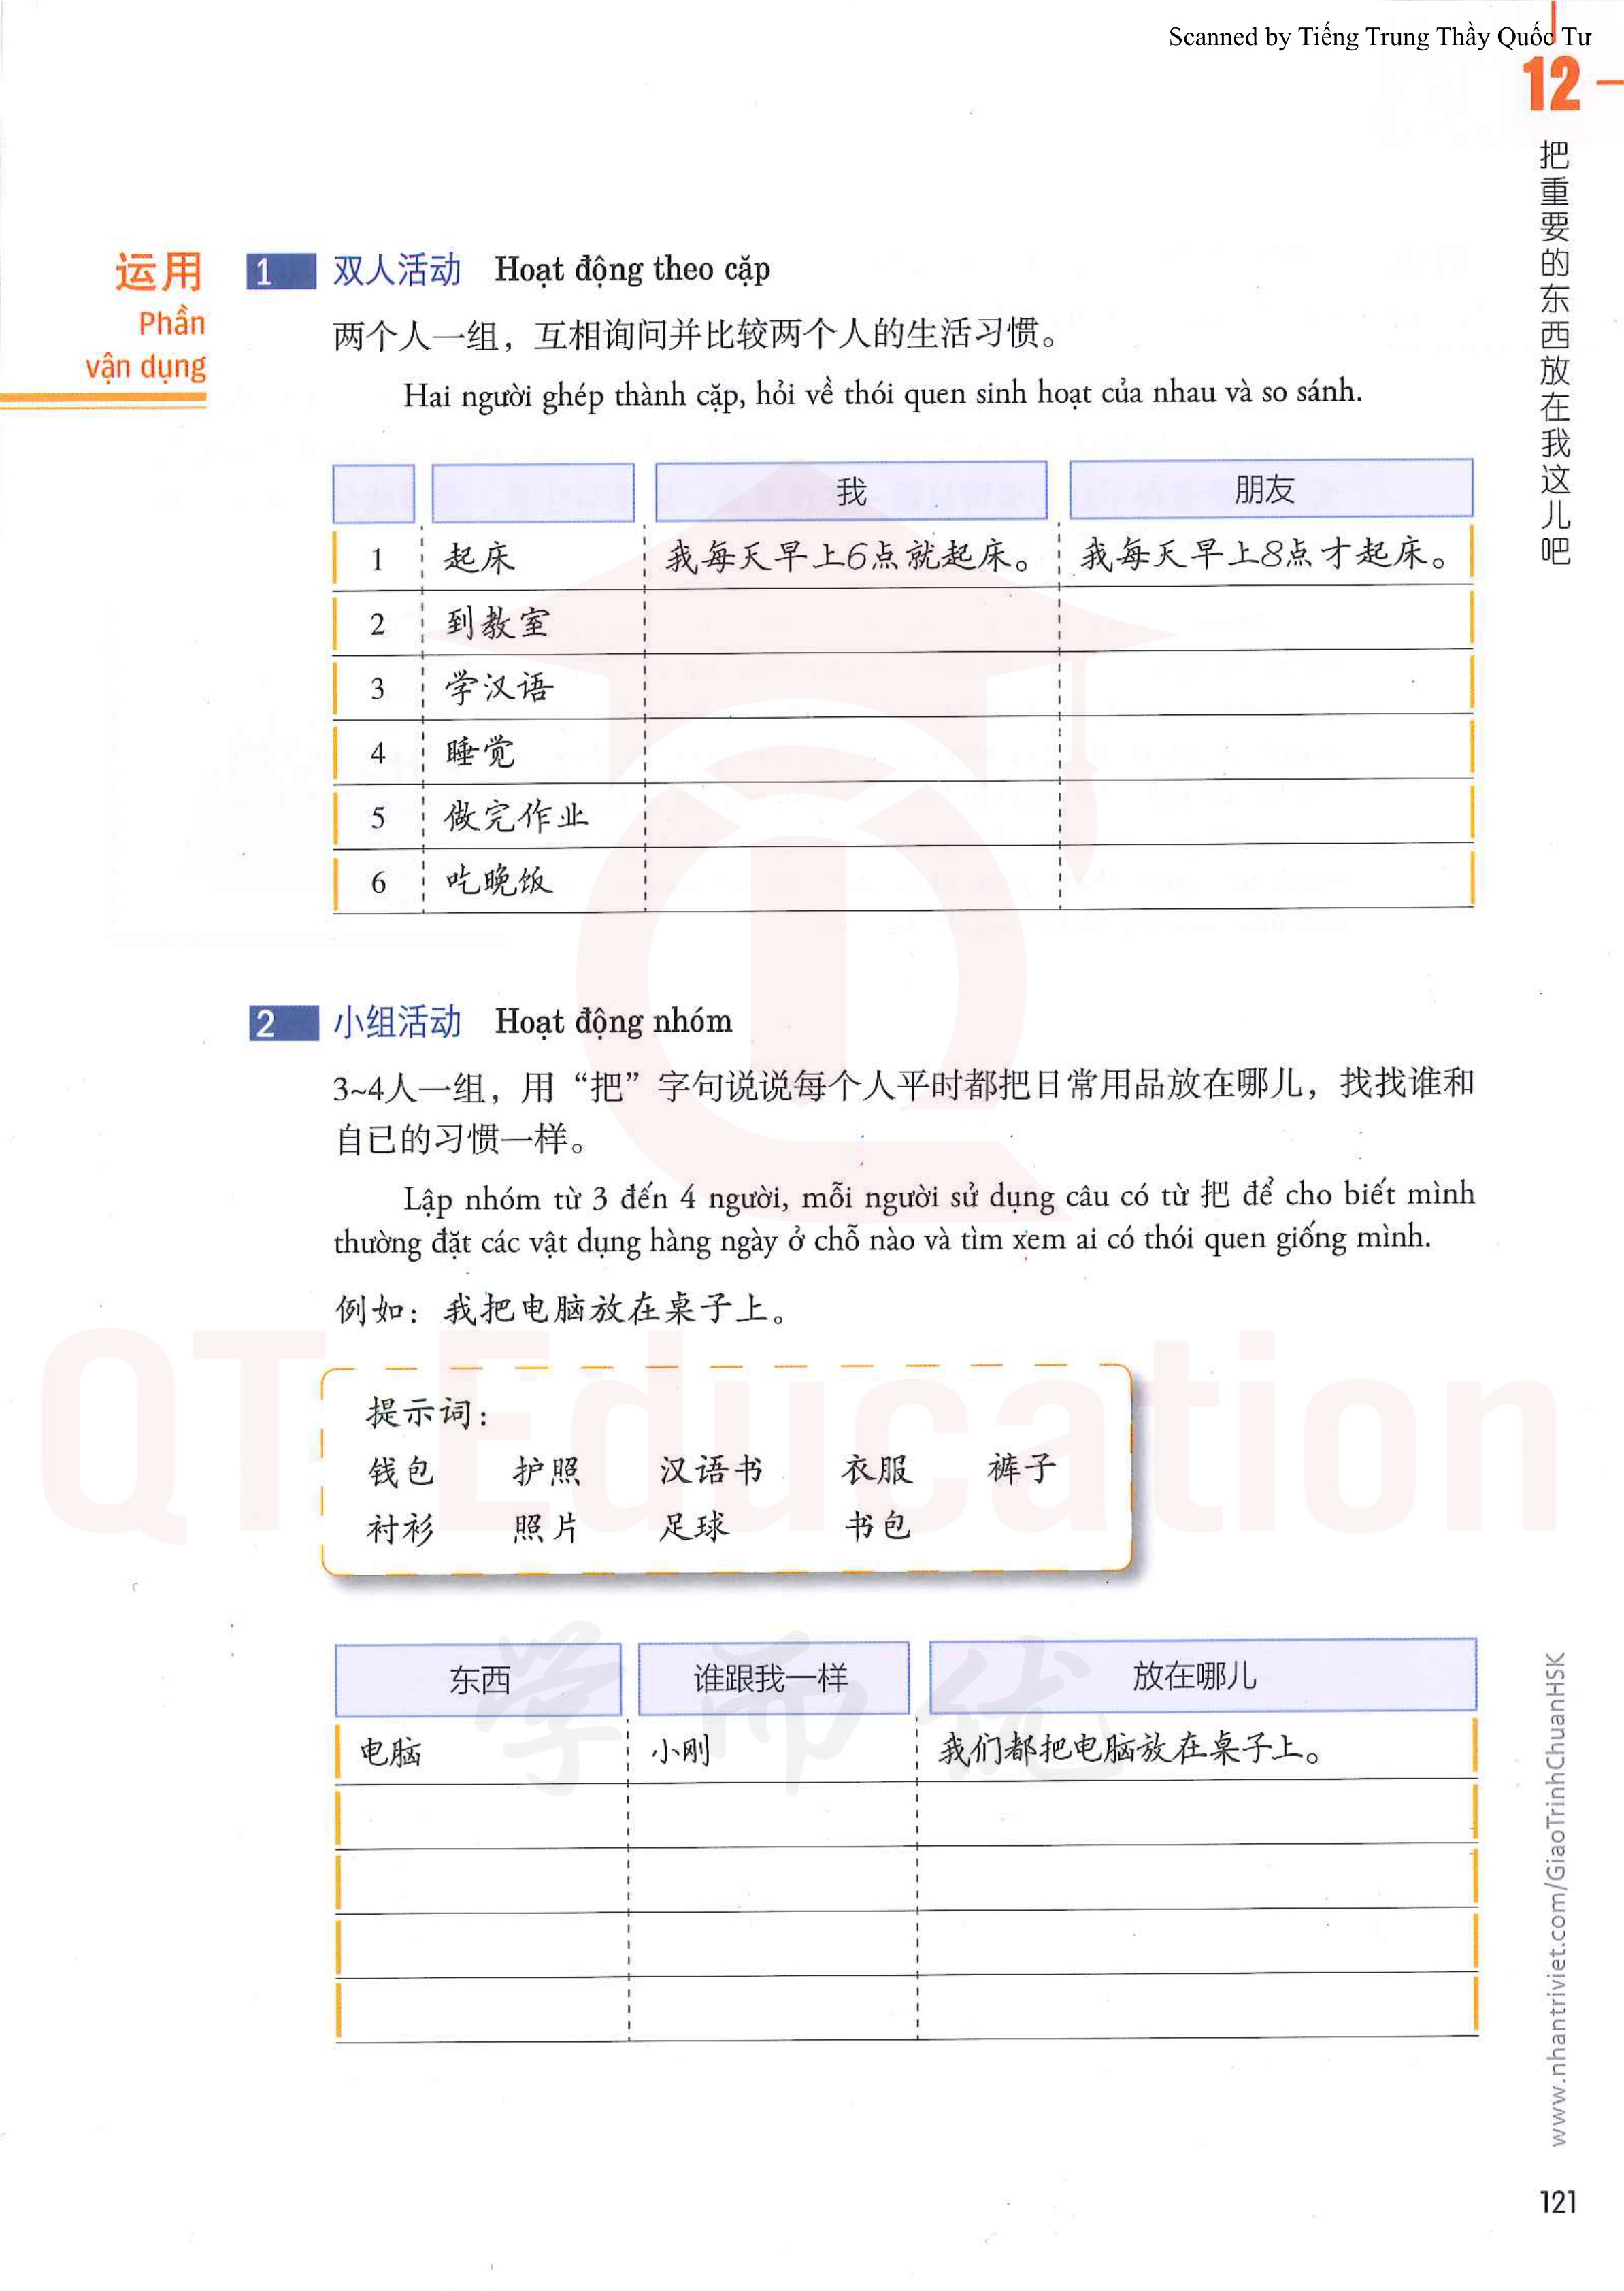 Scanned by Tiếng Trung Thầy Quốc Tư
12
把重要的东西放在我这儿吧
运用
Phần
vận dụng
1 双人活动 Hoạt động theo cặp
两个人一组，互相询问并比较两个人的生活习惯。
Hai người ghép thành cặp, hỏi về thói quen sinh hoạt của nhau và so sánh.
我 朋友
1 起床 我每天早上6点就起床。 我每天早上8点才起床。
2 到教室
3 学汉语
4 睡觉
5 做完作业
6 吃晚饭
2 小组活动 Hoạt động nhóm
3~4人一组，用“把”字句说说每个人平时都把日常用品放在哪儿，找找谁和
自己的习惯一样。
Lập nhóm từ 3 đến 4 người, mỗi người sử dụng câu có từ 把 để cho biết mình
thường đặt các vật dụng hàng ngày ở chỗ nào và tìm xem ai có thói quen giống mình.
例如：我把电脑放在桌子上。
提示词：
钱包 护照 汉语书 衣服 裤子
衬衫 照片 足球 书包
东西 谁跟我一样 放在哪儿
电脑 小刚 我们都把电脑放在桌子上。
QT Education
学而优
www.nhantriviet.com/GiaoTrinhChuanHSK
121